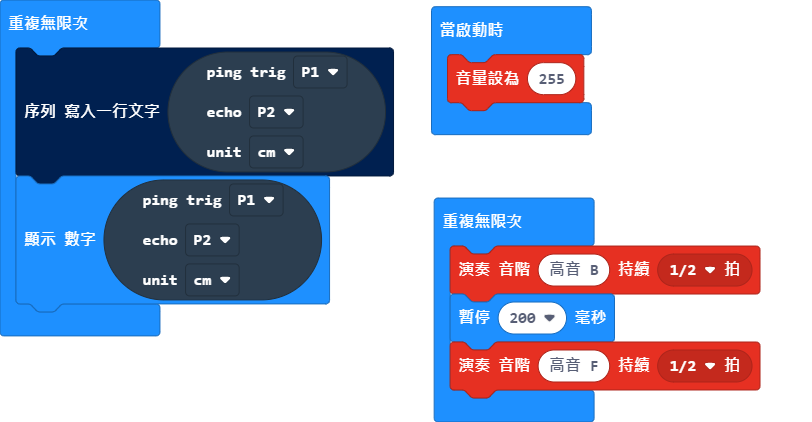 重複無限次
序列 寫入一行文字 ping trig P1
echo P2
unit cm
顯示 數字 ping trig P1
echo P2
unit cm
當啟動時
音量設為 255
重複無限次
演奏 音階 高音 B 持續 1/2 拍
暫停 200 毫秒
演奏 音階 高音 F 持續 1/2 拍